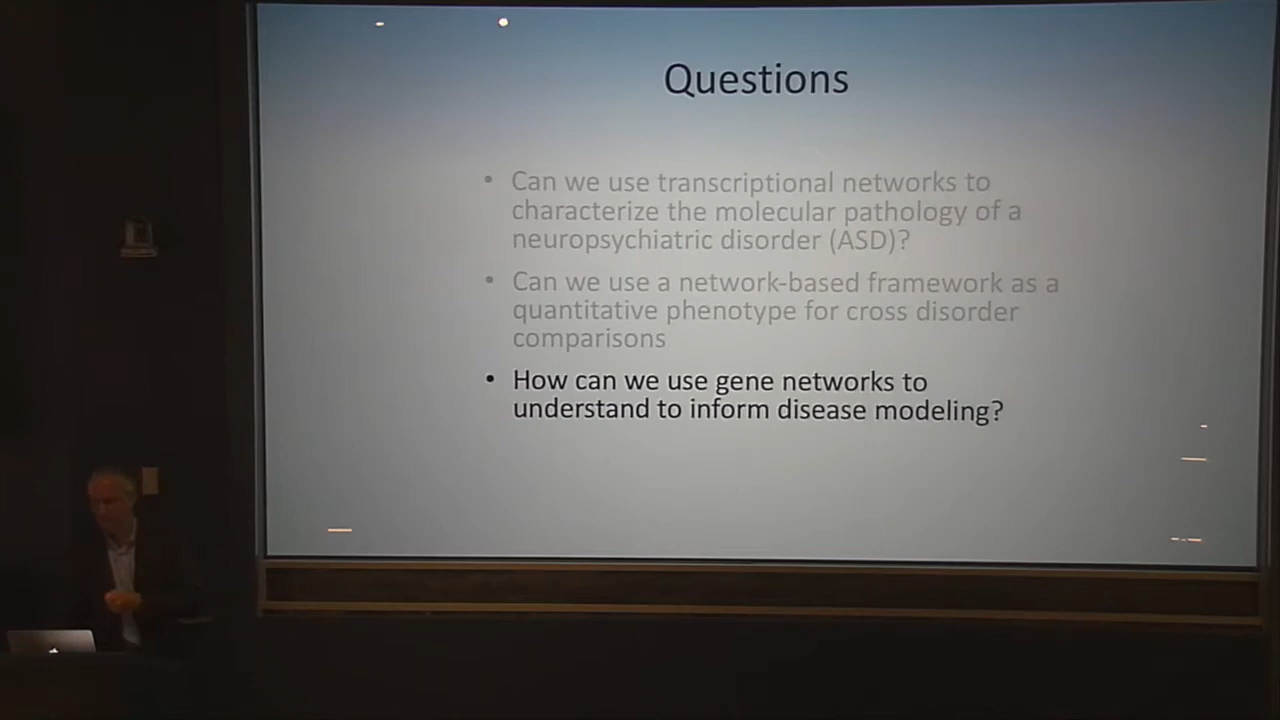 Questions
• Can we use transcriptional networks to
characterize the molecular pathology of a
neuropsychiatric disorder (ASD)?
• Can we use a network-based framework as a
quantitative phenotype for cross disorder
comparisons
• How can we use gene networks to
understand to inform disease modeling?